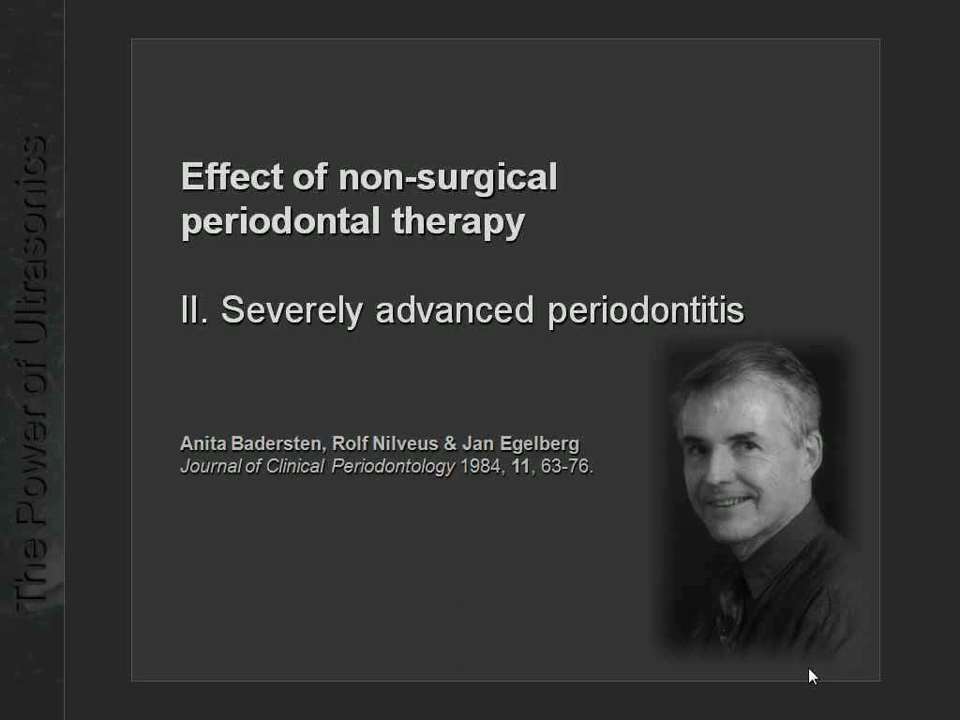 The Power of Ultrasonics
Effect of non-surgical
periodontal therapy
II. Severely advanced periodontitis
Anita Badersten, Rolf Nilveus & Jan Egelberg
Journal of Clinical Periodontology 1984, 11, 63-76.